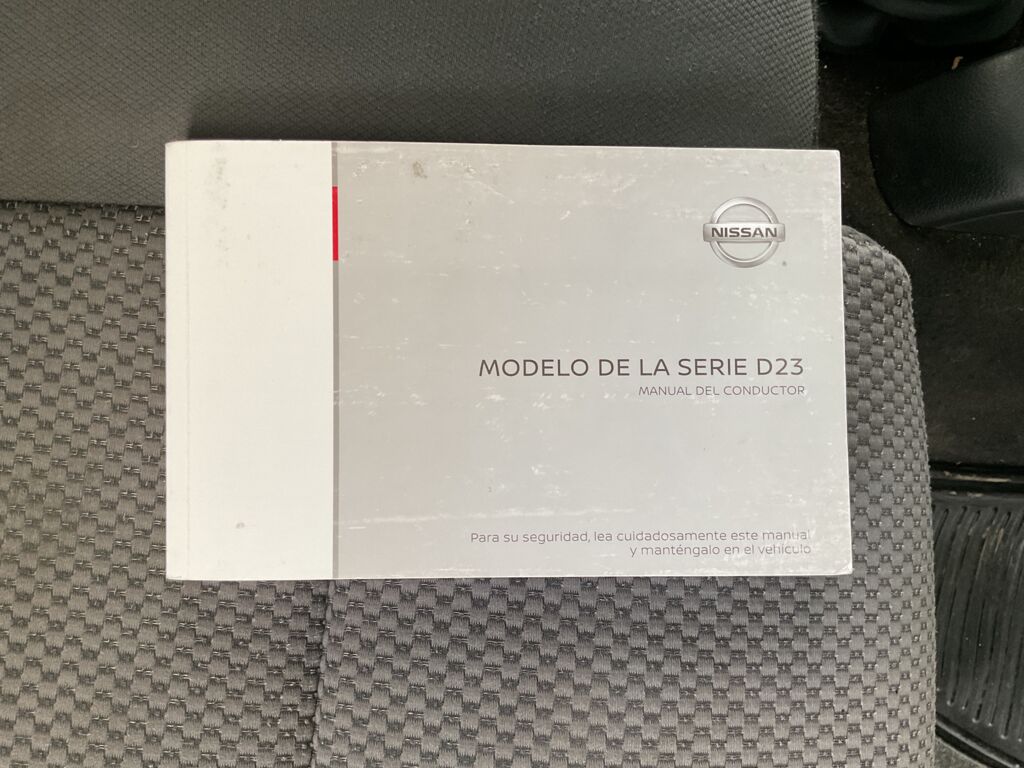 NISSAN
MODELO DE LA SERIE D23
MANUAL DEL CONDUCTOR
Para su seguridad, lea cuidadosamente este manual
y manténgalo en el vehículo